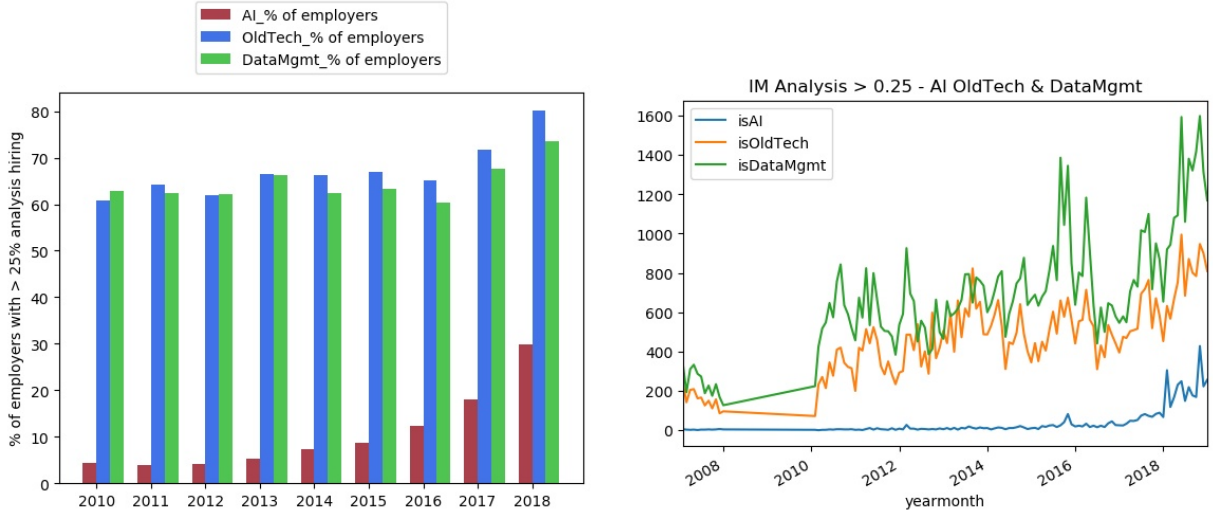 AI_% of employers
OldTech_% of employers
DataMgmt_% of employers
% of employers with > 25% analysis hiring
80
70
60
50
40
30
20
10
0
2010 2011 2012 2013 2014 2015 2016 2017 2018
IM Analysis > 0.25 - AI OldTech & DataMgmt
isAI
isOldTech
isDataMgmt
1600
1400
1200
1000
800
600
400
200
0
2008 2010 2012 2014 2016 2018
yearmonth